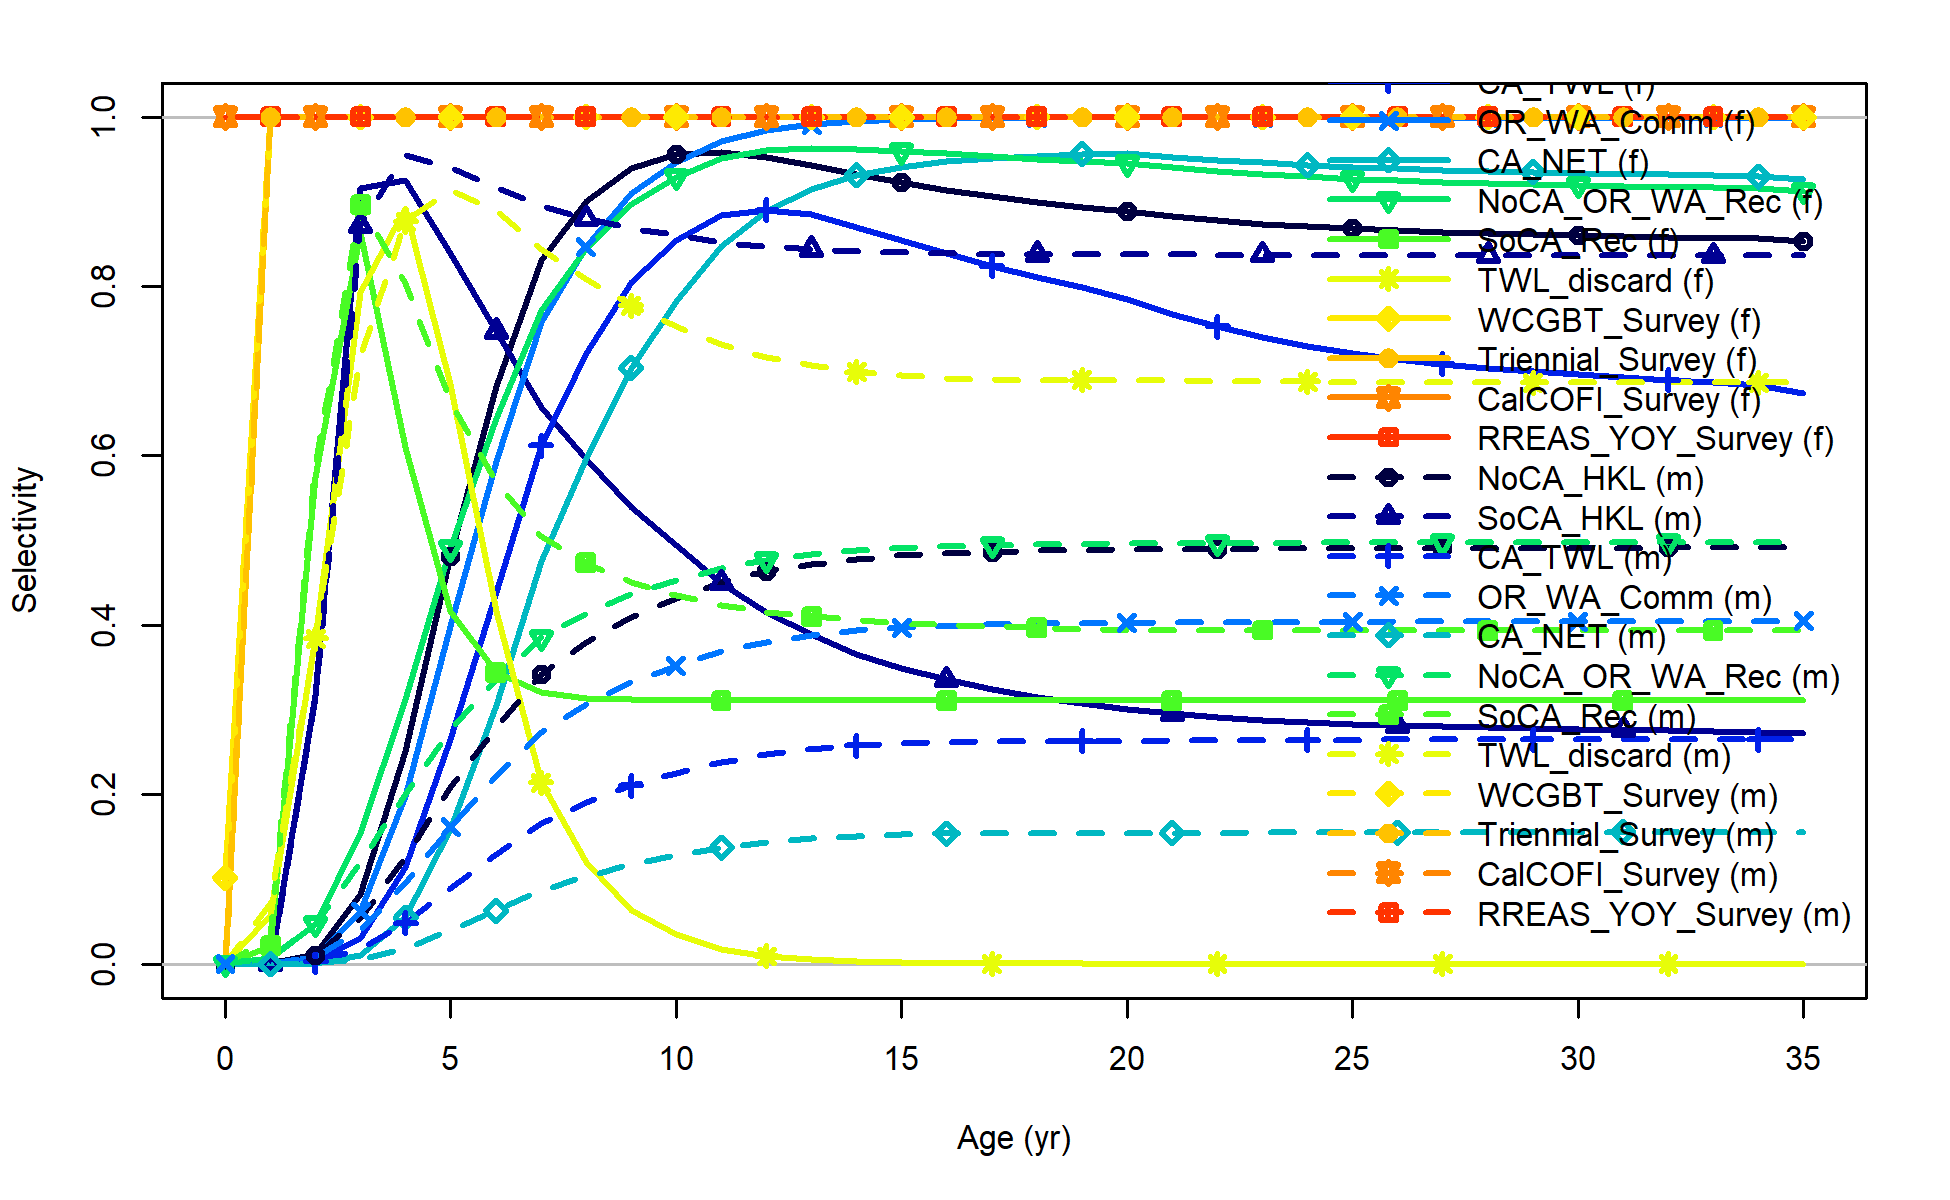 1.0
0.8
0.6
0.4
0.2
0.0
Selectivity
0
5
10
15
20
25
30
35
Age (yr)
CA_TWL (f)
OR_WA_Comm (f)
CA_NET (f)
NoCA_OR_WA_Rec (f)
SoCA_Rec (f)
TWL_discard (f)
WCGBT_Survey (f)
Triennial_Survey (f)
CalCOFI_Survey (f)
RREAS_YOY_Survey (f)
NoCA_HKL (m)
SoCA_HKL (m)
CA_TWL (m)
OR_WA_Comm (m)
CA_NET (m)
NoCA_OR_WA_Rec (m)
SoCA_Rec (m)
TWL_discard (m)
WCGBT_Survey (m)
Triennial_Survey (m)
CalCOFI_Survey (m)
RREAS_YOY_Survey (m)